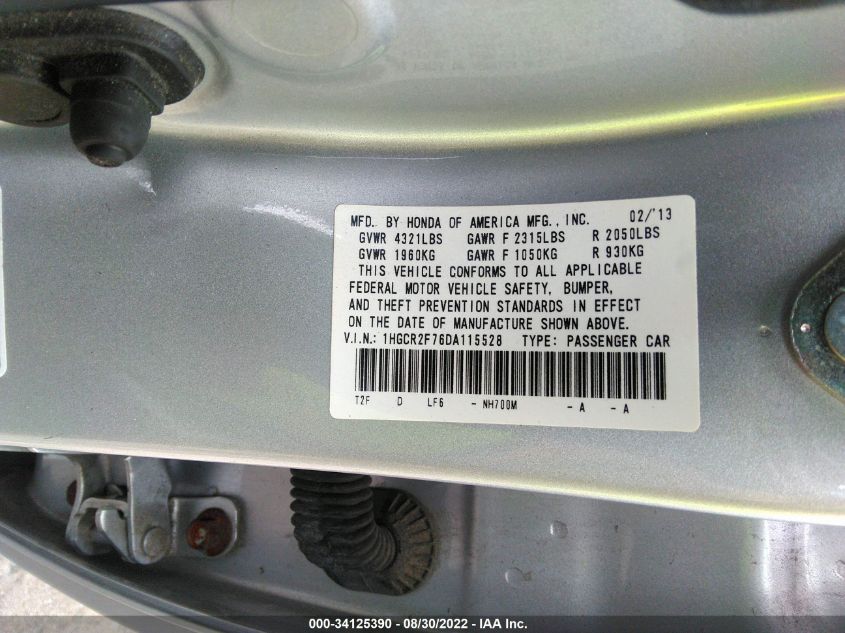 MFD. BY HONDA OF AMERICA MFG., INC. 02/'13
GVWR 4321LBS GAWR F 2315LBS R 2050LBS
GVWR 1960KG GAWR F 1050KG R 930KG
THIS VEHICLE CONFORMS TO ALL APPLICABLE
FEDERAL MOTOR VEHICLE SAFETY, BUMPER,
AND THEFT PREVENTION STANDARDS IN EFFECT
ON THE DATE OF MANUFACTURE SHOWN ABOVE.
V.I.N.: 1HGCR2F76DA115528 TYPE: PASSENGER CAR
T2F D LF6 - NH700M - A - A
000-34125390 - 08/30/2022 - IAA Inc.